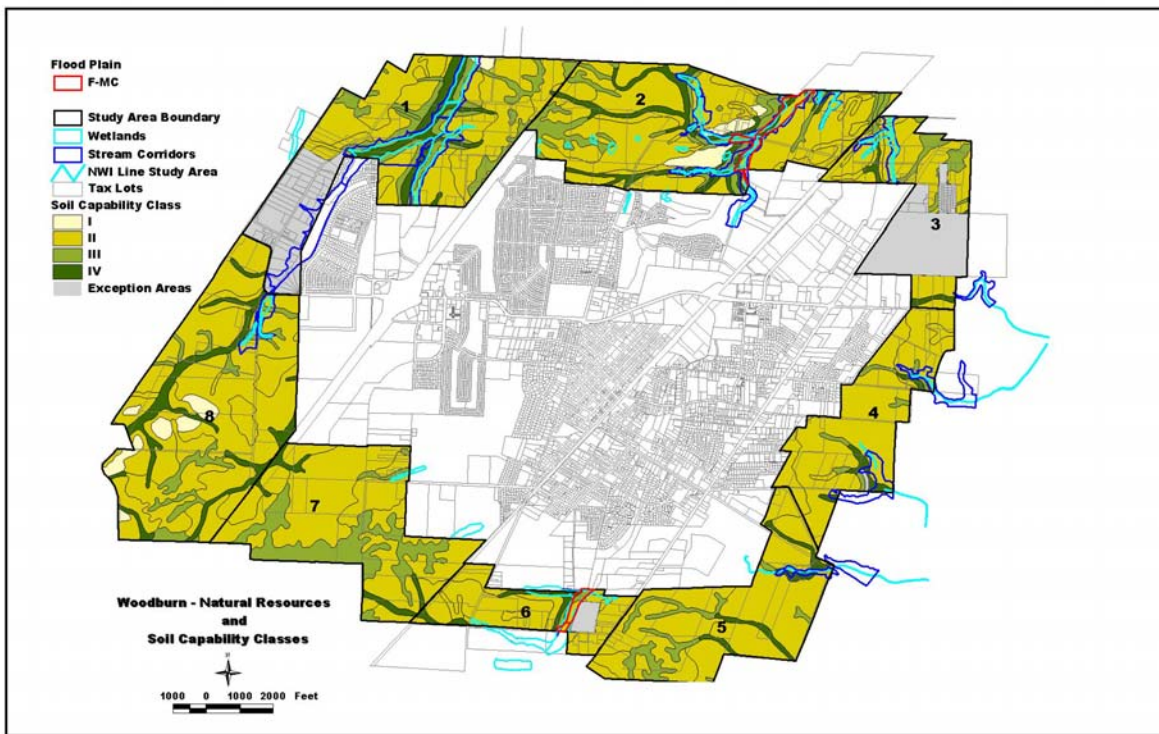 Flood Plain
F-MC
Study Area Boundary
Wetlands
Stream Corridors
NWI Line Study Area
Tax Lots
Soil Capability Class
I
II
III
IV
Exception Areas
1
2
3
4
5
6
7
8
Woodburn - Natural Resources
and
Soil Capability Classes
N
1000 0 1000 2000 Feet